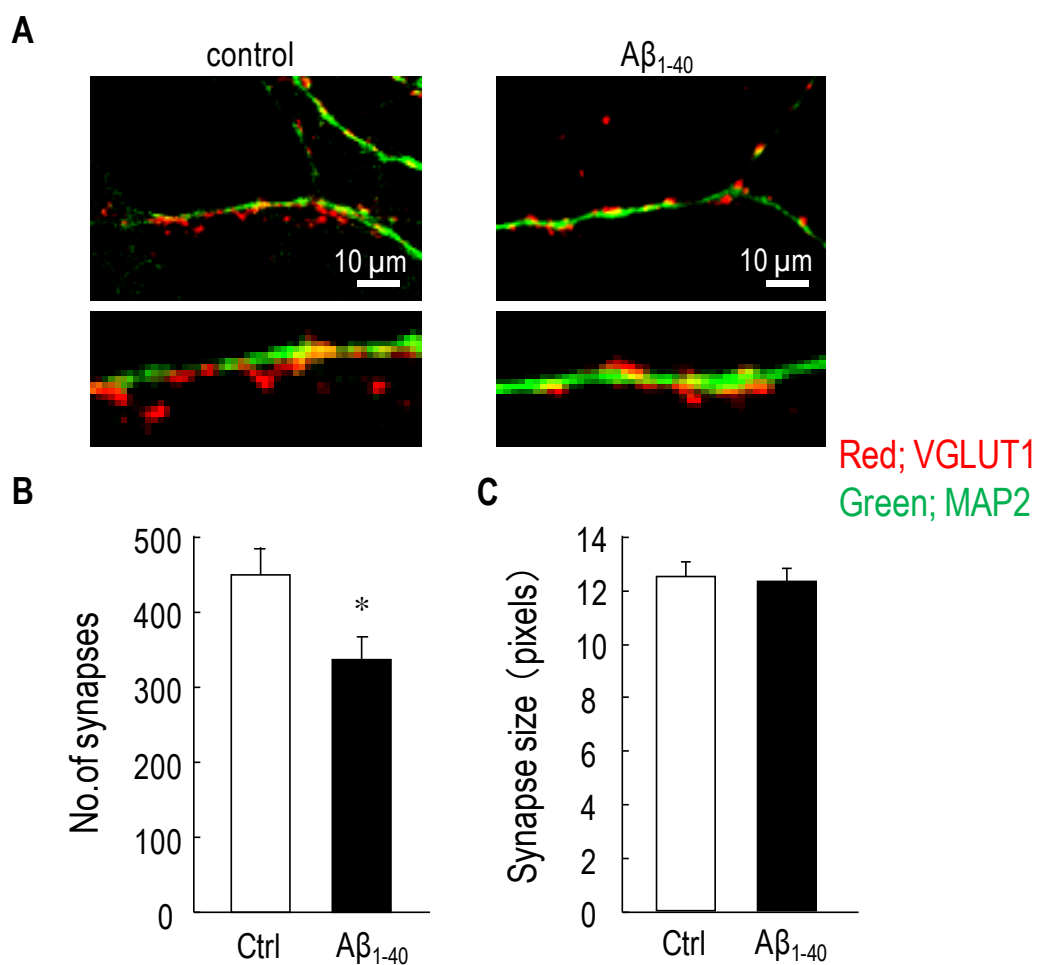 A
control
Aβ1-40
10 µm
10 µm
Red; VGLUT1
Green; MAP2
B
No.of synapses
500
400
300
200
100
0
*
Ctrl
Aβ1-40
C
Synapse size（pixels）
14
12
10
8
6
4
2
0
Ctrl
Aβ1-40